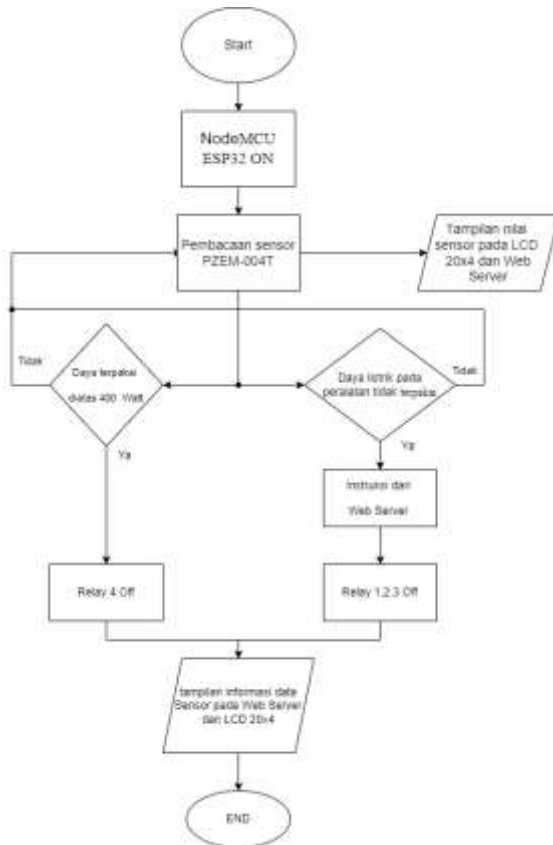 Start
NodeMCU
ESP32 ON
Pembacaan sensor
PZEM-004T
Tampilan nilai
sensor pada LCD
20x4 dan Web
Server
Tidak
Daya terpakai
diatas 400 Watt
Daya listrik pada
peralatan tidak terpakai
Tidak
Ya
Ya
Instruksi dari
Web Server
Relay 4 Off
Relay 1,2,3 Off
tampilan informasi data
Sensor pada Web Server
dan LCD 20x4
END